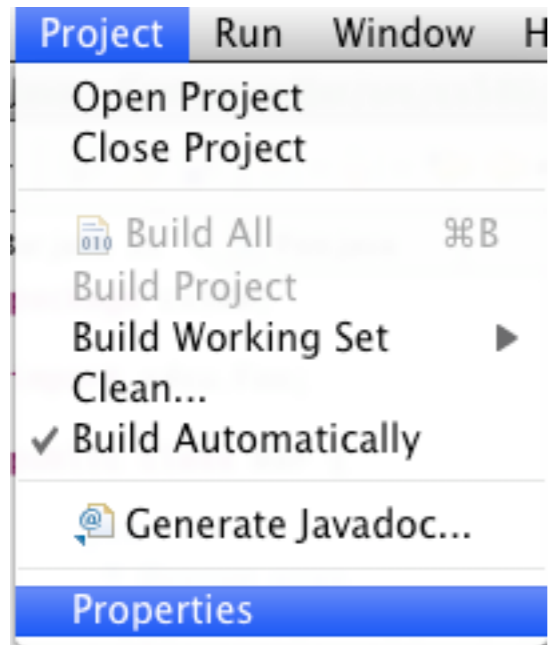 Project Run Window H
Open Project
Close Project
Build All ⌘B
Build Project
Build Working Set
Clean...
Build Automatically
Generate Javadoc...
Properties